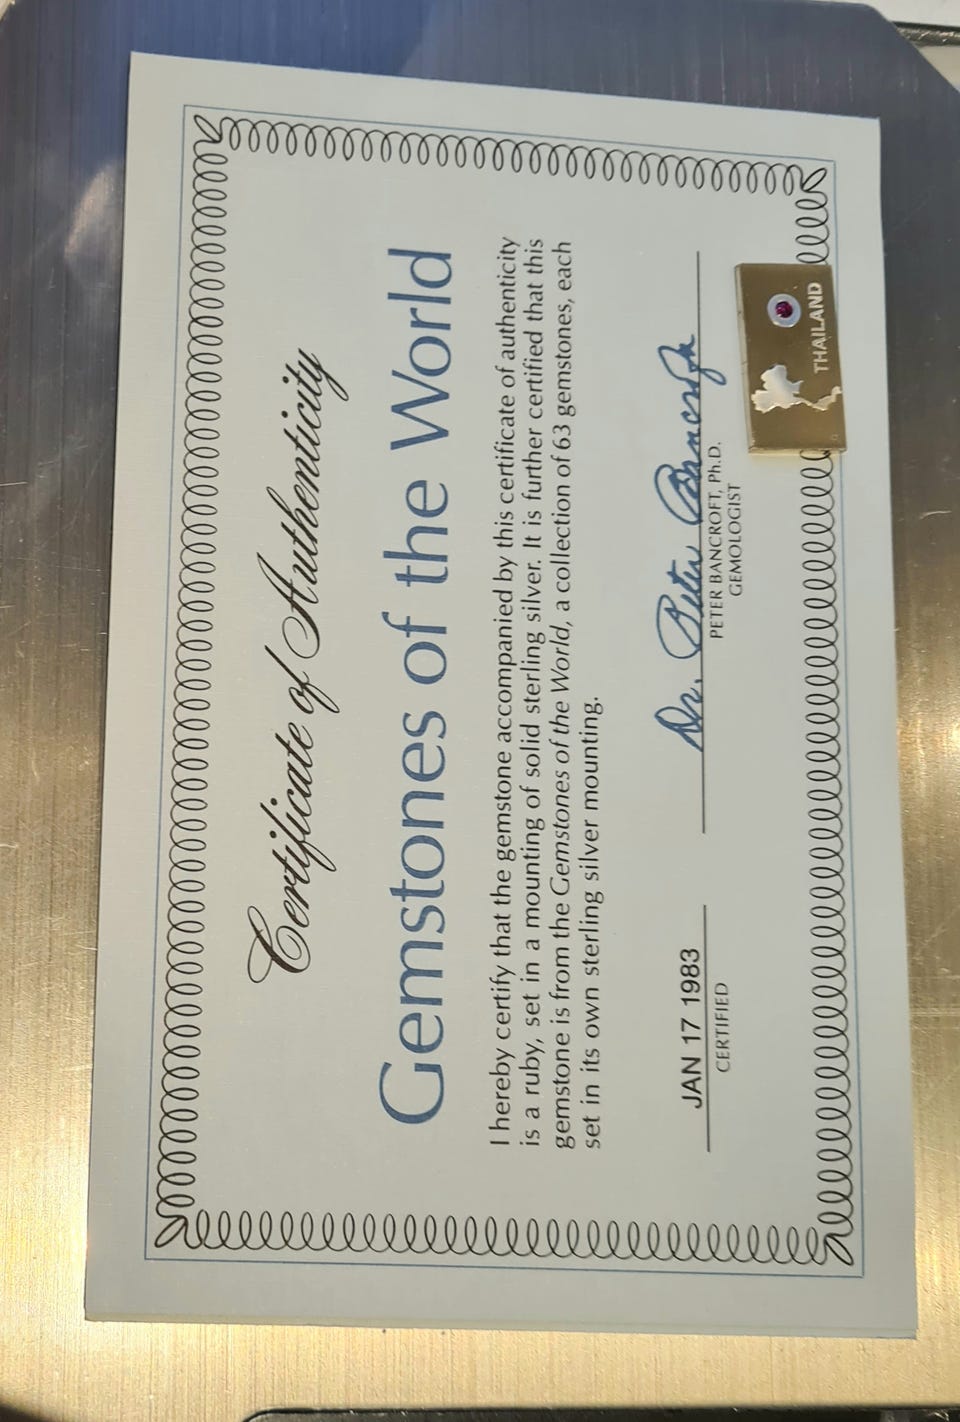 Certificate of Authenticity
Gemstones of the World
I hereby certify that the gemstone accompanied by this certificate of authenticity
is a ruby, set in a mounting of solid sterling silver. It is further certified that this
gemstone is from the Gemstones of the World, a collection of 63 gemstones, each
set in its own sterling silver mounting.
JAN 17 1983
CERTIFIED
Dr. Peter Bancroft
PETER BANCROFT, Ph.D.
GEMOLOGIST
THAILAND